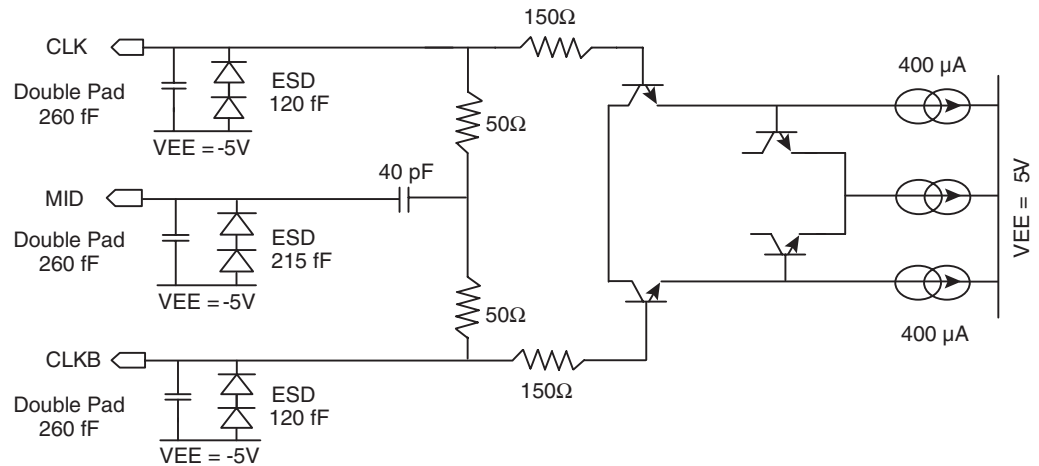 150Ω
CLK
400 µA
Double Pad
260 fF
ESD
120 fF
50Ω
VEE = -5V
40 pF
MID
Double Pad
260 fF
ESD
215 fF
VEE = 5V
VEE = -5V
50Ω
CLKB
400 µA
150Ω
Double Pad
260 fF
ESD
120 fF
VEE = -5V